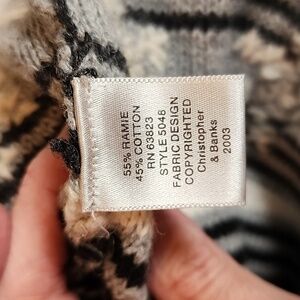 55% RAMIE
45% COTTON
RN 63823
STYLE 5048
FABRIC DESIGN
COPYRIGHTED
Christopher
& Banks
2003